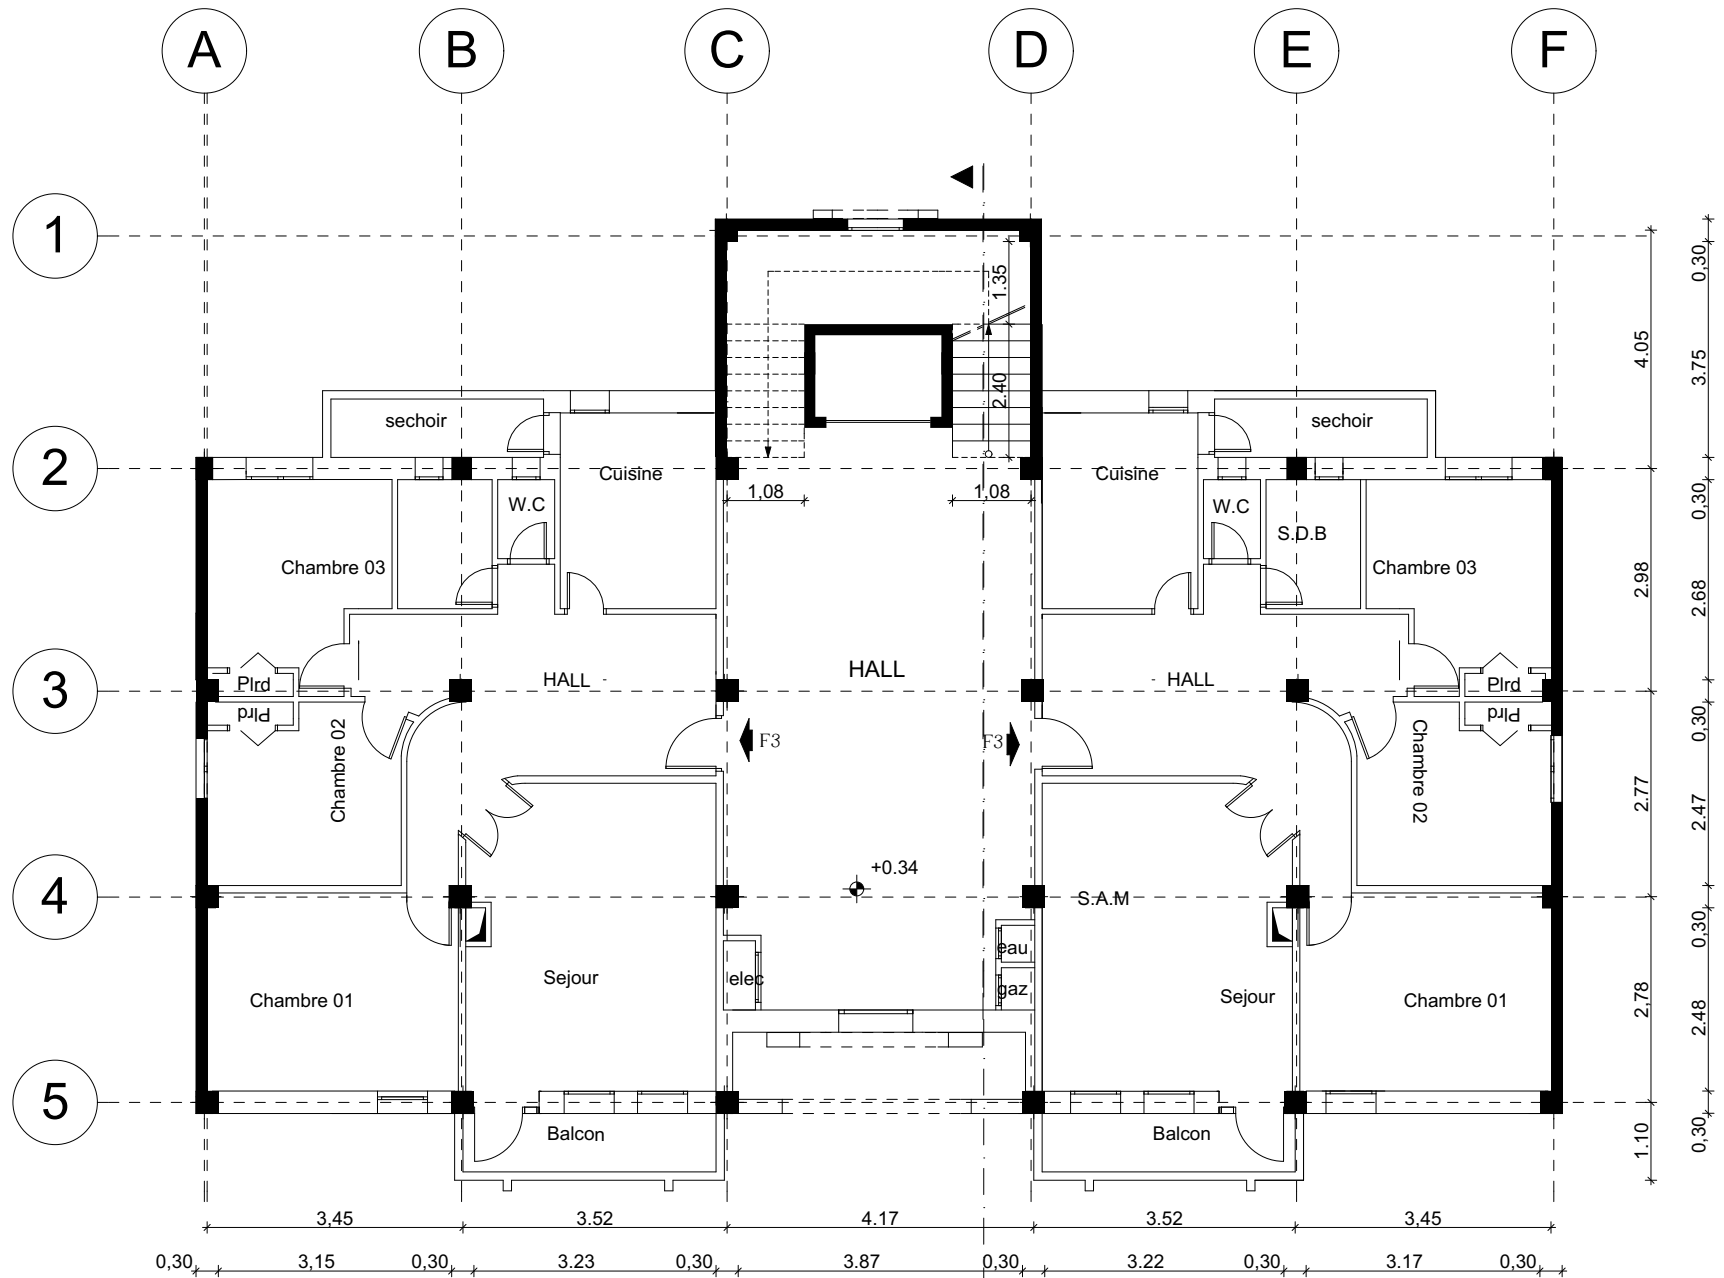 A B C D E F
1
0,30
1.35
4.05
3.75
2.40
sechoir
sechoir
2
Cuisine
Cuisine
1,08
1,08
0,30
W.C
W.C
S.D.B
Chambre 03
Chambre 03
2.98
2.68
HALL
HALL -
- HALL
3
Plrd
Plrd
Plrd
Plrd
0,30
F3
F3
Chambre 02
Chambre 02
2.77
2.47
+0.34
4
S.A.M
0,30
eau
elec
gaz
Sejour
Sejour
Chambre 01
Chambre 01
2,78
2.48
5
Balcon
Balcon
1.10
0,30
3,45 3.52 4.17 3.52 3,45
0,30 3,15 0,30 3.23 0,30 3.87 0,30 3.22 0,30 3.17 0,30